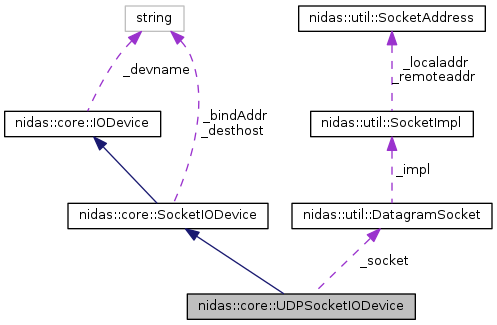 string
nidas::util::SocketAddress
_devname
_localaddr
_remoteaddr
nidas::core::IODevice
_bindAddr
_desthost
nidas::util::SocketImpl
_impl
nidas::core::SocketIODevice
nidas::util::DatagramSocket
_socket
nidas::core::UDPSocketIODevice